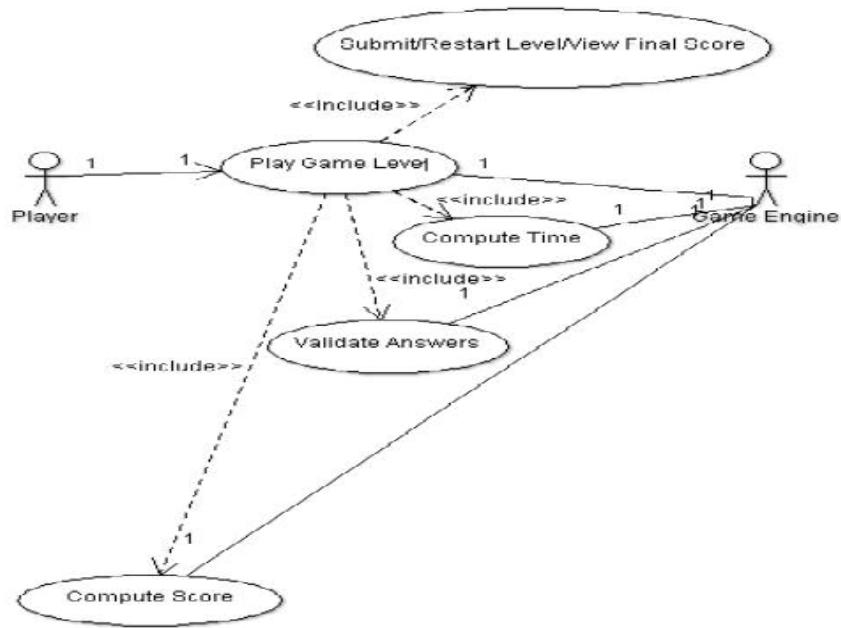 Submit/Restart Level/View Final Score
<<include>>
1
1
Play Game Level
1
<<include>>
1
1
1
1
Player
Game Engine
Compute Time
<<include>>
1
Validate Answers
<<include>>
1
Compute Score